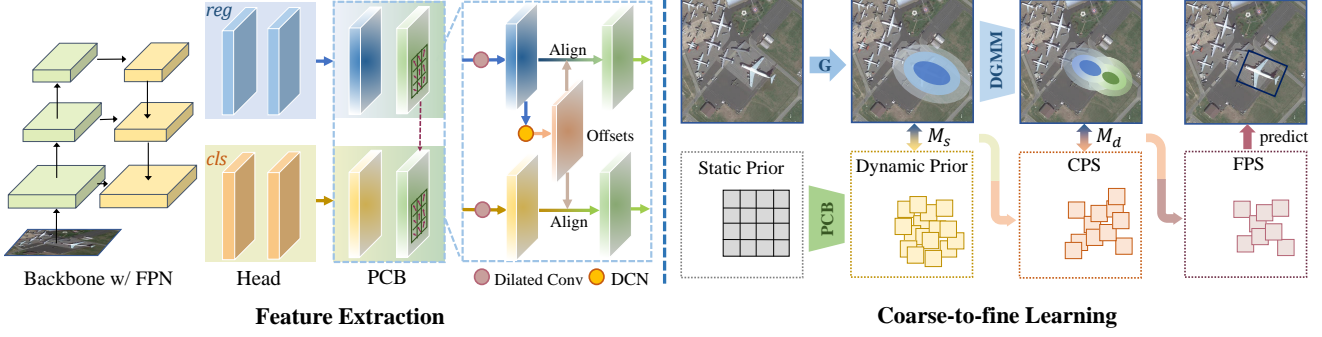 reg
cls
Backbone w/ FPN
Head
PCB
Align
Offsets
Align
Dilated Conv
DCN
Feature Extraction
G
DGMM
M_s
M_d
predict
Static Prior
PCB
Dynamic Prior
CPS
FPS
Coarse-to-fine Learning